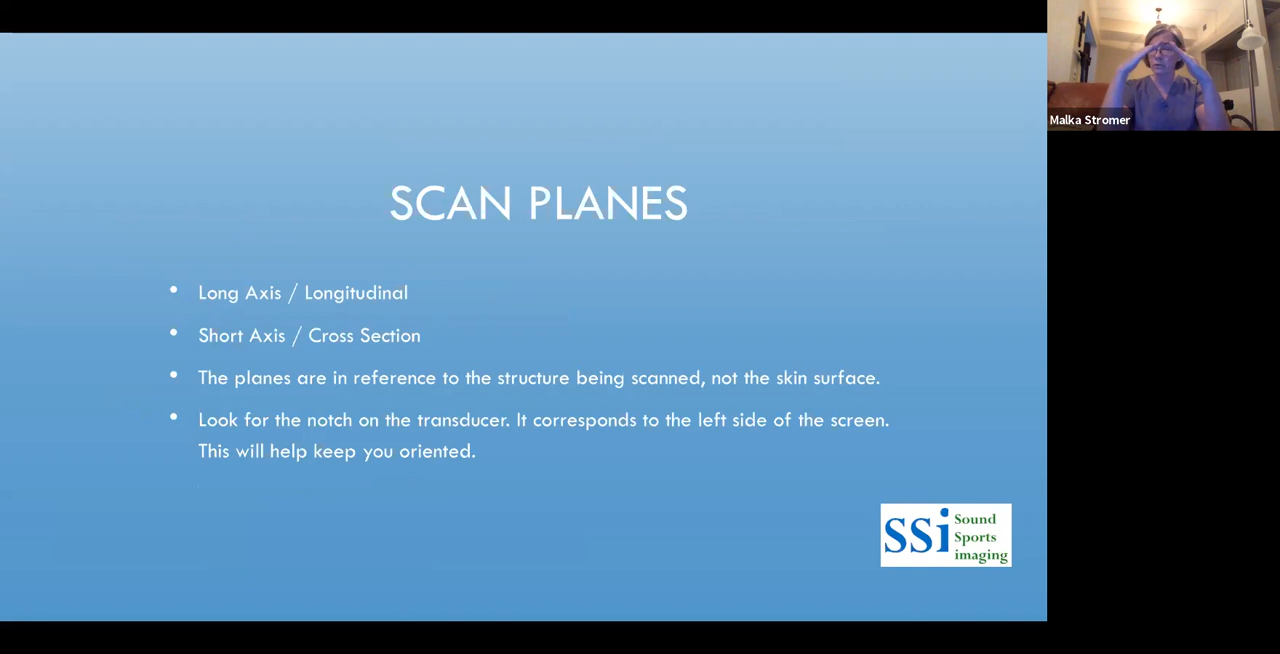 Malka Stromer
SCAN PLANES
• Long Axis / Longitudinal
• Short Axis / Cross Section
• The planes are in reference to the structure being scanned, not the skin surface.
• Look for the notch on the transducer. It corresponds to the left side of the screen.
This will help keep you oriented.
SSi
Sound
Sports
imaging